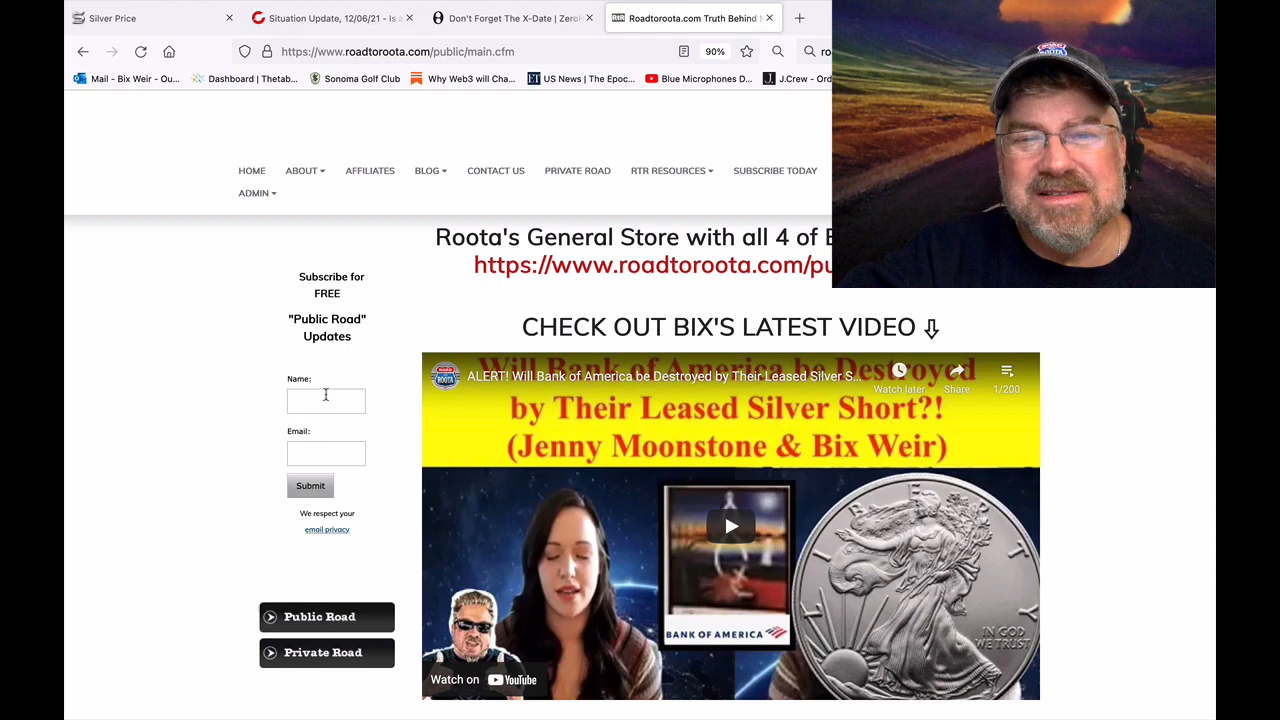 Silver Price
Situation Update, 12/06/21 - Is a
Don't Forget The X-Date | ZeroH
Roadtoroota.com Truth Behind
https://www.roadtoroota.com/public/main.cfm
90%
ro
Mail - Bix Weir - Ou...
Dashboard | Thetab...
Sonoma Golf Club
Why Web3 will Cha...
US News | The Epoc...
Blue Microphones D...
J.Crew - Ord
ROOTA
HOME
ABOUT
AFFILIATES
BLOG
CONTACT US
PRIVATE ROAD
RTR RESOURCES
SUBSCRIBE TODAY
ADMIN
Roota's General Store with all 4 of
https://www.roadtoroota.com/pu
Subscribe for
FREE
"Public Road"
Updates
Name:
Email:
Submit
We respect your
email privacy
Public Road
Private Road
CHECK OUT BIX'S LATEST VIDEO ⇩
Will Bank of America be Destroyed
ALERT! Will Bank of America be Destroyed by Their Leased Silver S...
Watch later
Share
1/200
by Their Leased Silver Short?!
(Jenny Moonstone & Bix Weir)
BANK OF AMERICA
LIBERTY
IN GOD
WE TRUST
Watch on YouTube